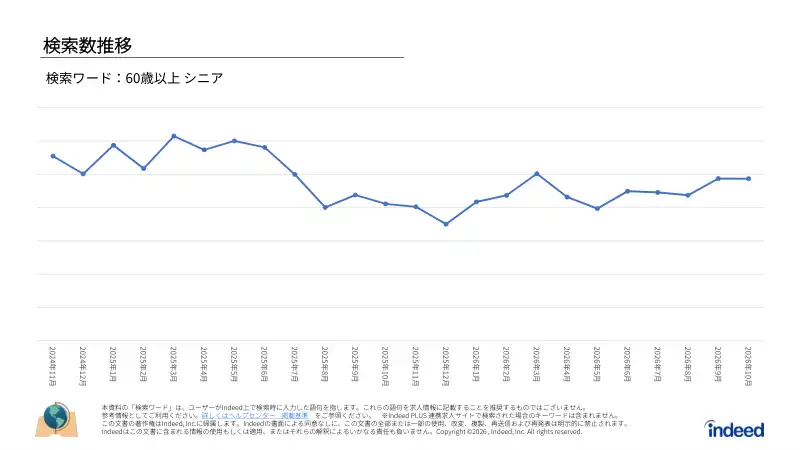 検索数推移
検索ワード：60歳以上 シニア
2024年11月
2024年12月
2025年1月
2025年2月
2025年3月
2025年4月
2025年5月
2025年6月
2025年7月
2025年8月
2025年9月
2025年10月
2025年11月
2025年12月
2026年1月
2026年2月
2026年3月
2026年4月
2026年5月
2026年6月
2026年7月
2026年8月
2026年9月
2026年10月
本資料の「検索ワード」は、ユーザーがIndeed上で検索時に入力した語句を指します。これらの語句を求人情報に記載することを推奨するものではございません。
参考情報としてご利用ください。詳しくはヘルプセンター 掲載基準 をご参照ください。 ※Indeed PLUS 連携求人サイトで検索された場合のキーワードは含まれません。
この文書の著作権はIndeed, Inc.に帰属します。Indeedの書面による同意なしに、この文書の全部または一部の使用、改変、複製、再送信および再発表は明示的に禁止されます。
Indeedはこの文書に含まれる情報の使用もしくは適用、またはそれらの解釈によるいかなる責任も負いません。Copyright ©2026 , Indeed, Inc. All rights reserved.
indeed